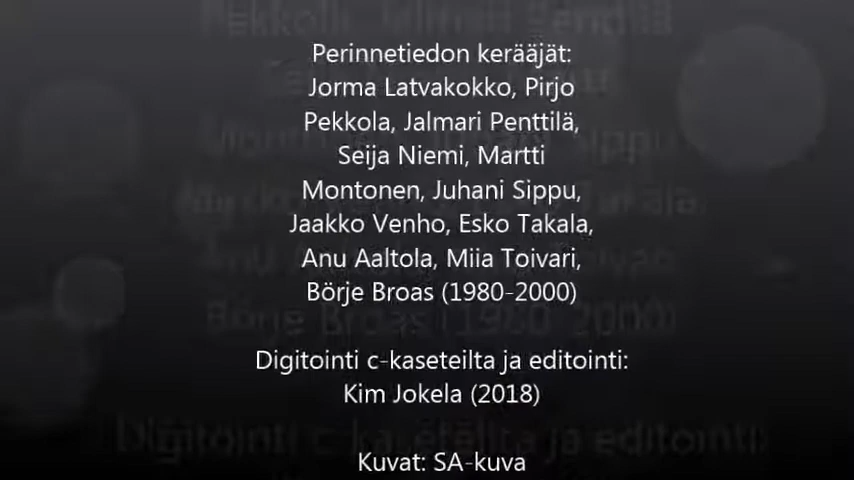 Perinnetiedon kerääjät:
Jorma Latvakokko, Pirjo
Pekkola, Jalmari Penttilä,
Seija Niemi, Martti
Montonen, Juhani Sippu,
Jaakko Venho, Esko Takala,
Anu Aaltola, Miia Toivari,
Börje Broas (1980-2000)
Digitointi c-kaseteilta ja editointi:
Kim Jokela (2018)
Kuvat: SA-kuva